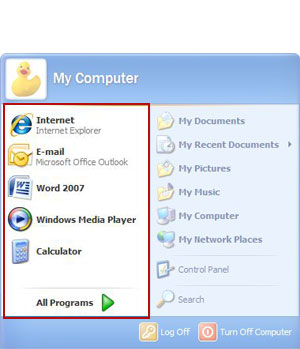 My Computer
Internet
Internet Explorer
E-mail
Microsoft Office Outlook
Word 2007
Windows Media Player
Calculator
All Programs
My Documents
My Recent Documents
My Pictures
My Music
My Computer
My Network Places
Control Panel
Search
Log Off
Turn Off Computer